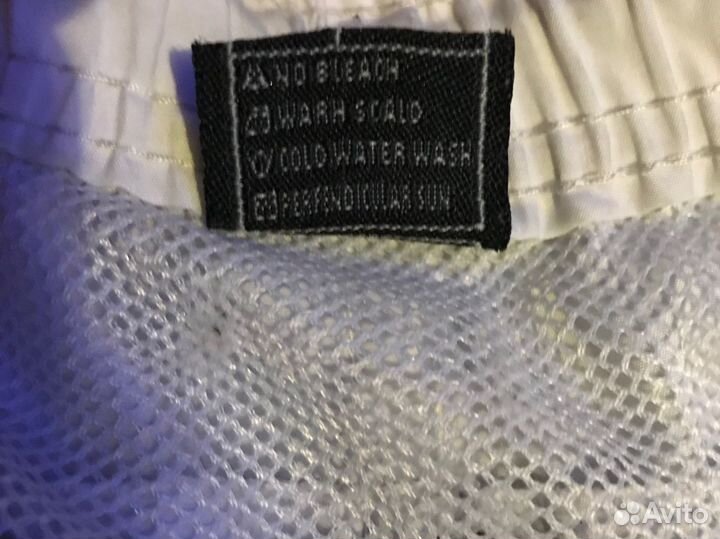 NO BLEACH
WARM SCALD
COLD WATER WASH
PERPENDICULAR SUN
Avito